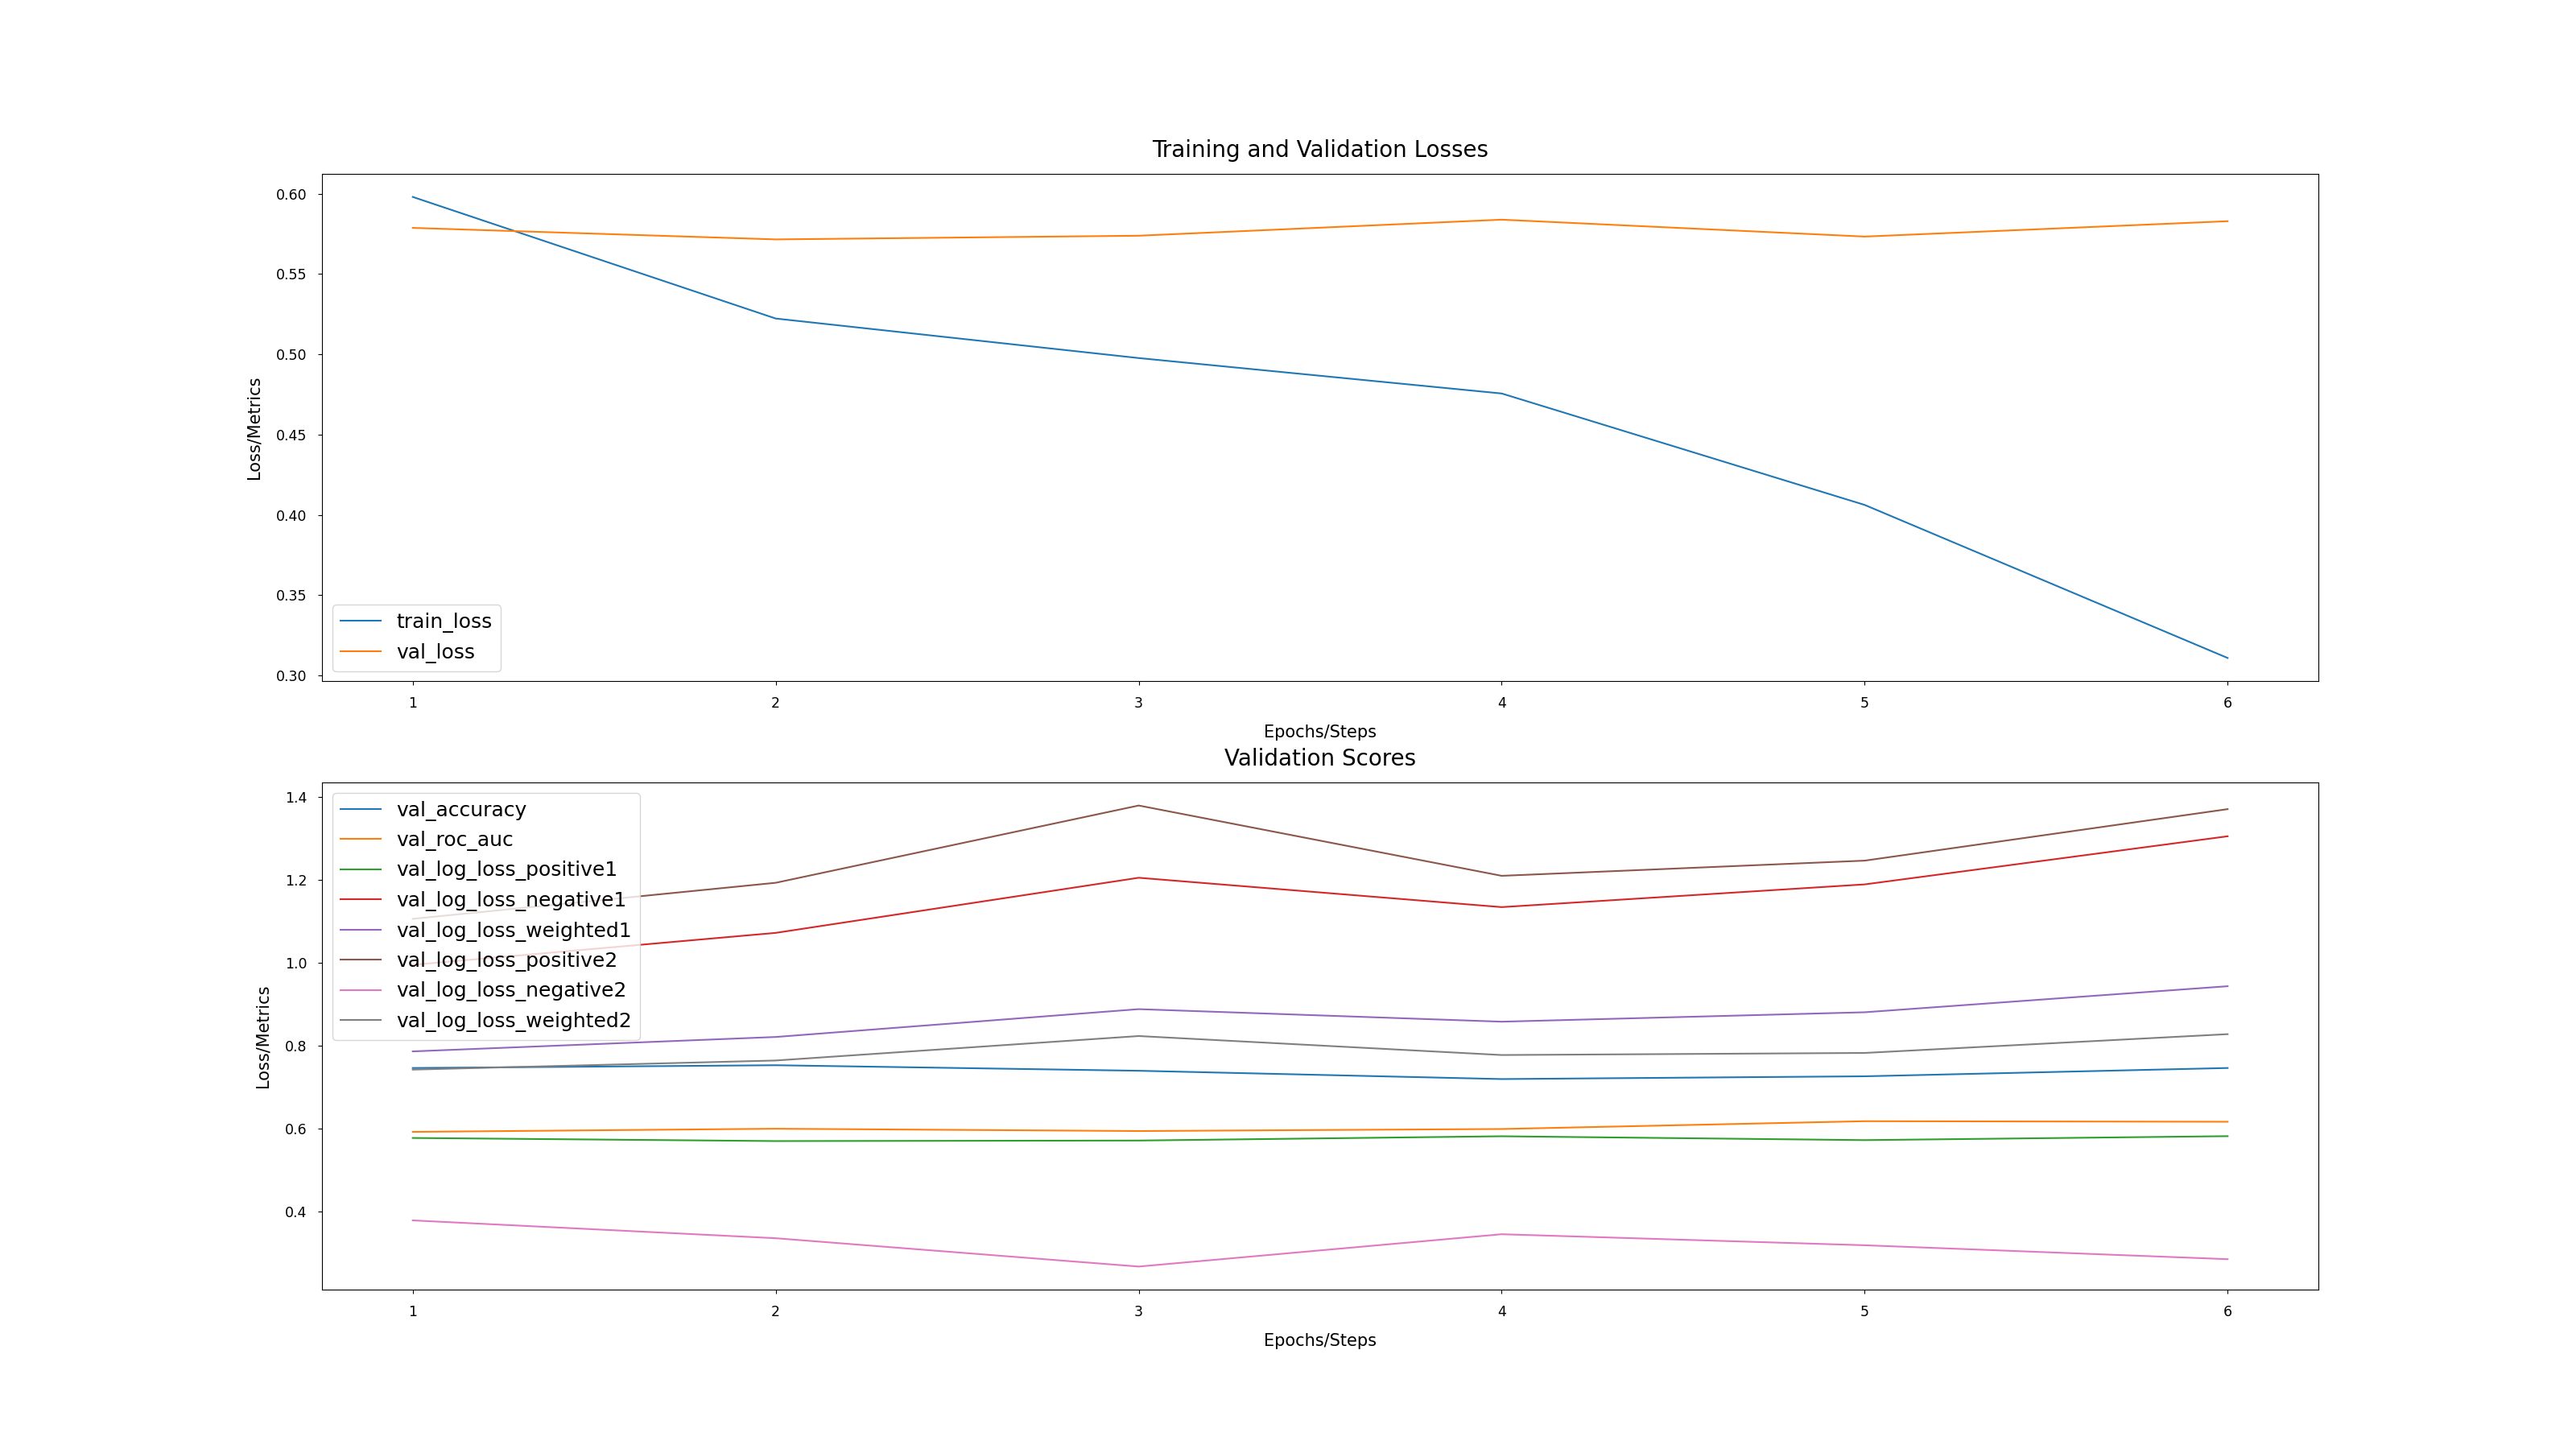 Training and Validation Losses
0.60
0.55
0.50
0.45
0.40
0.35
0.30
Loss/Metrics
train_loss
val_loss
1 2 3 4 5 6
Epochs/Steps
Validation Scores
1.4
1.2
1.0
0.8
0.6
0.4
Loss/Metrics
val_accuracy
val_roc_auc
val_log_loss_positive1
val_log_loss_negative1
val_log_loss_weighted1
val_log_loss_positive2
val_log_loss_negative2
val_log_loss_weighted2
1 2 3 4 5 6
Epochs/Steps